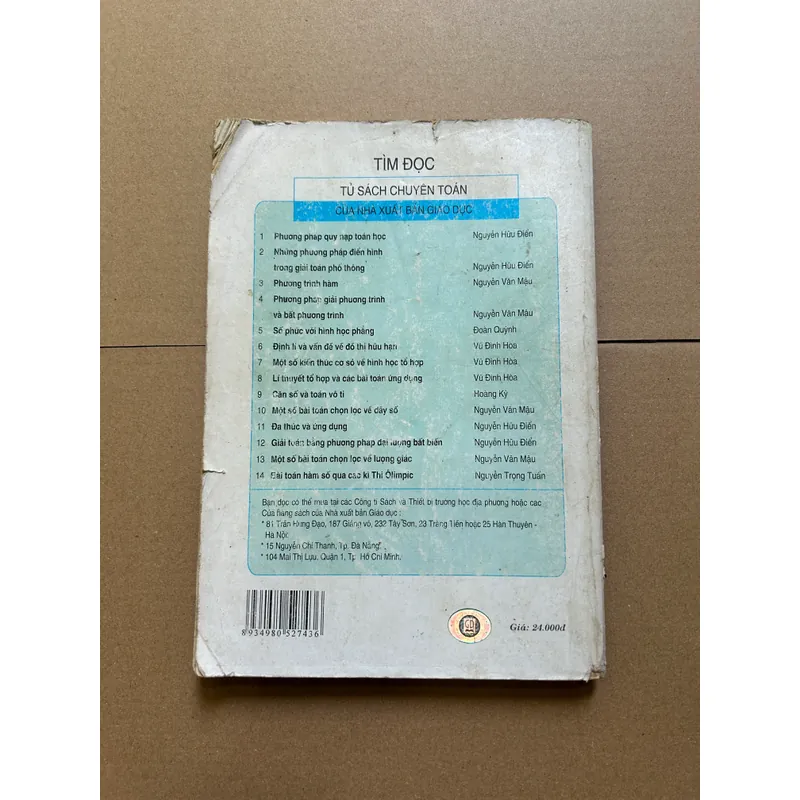 TÌM ĐỌC
TỦ SÁCH CHUYÊN TOÁN
CỦA NHÀ XUẤT BẢN GIÁO DỤC
1 Phương pháp quy nạp toán học Nguyễn Hữu Điển
2 Những phương pháp điển hình
trong giải toán phổ thông Nguyễn Hữu Điển
3 Phương trình hàm Nguyễn Văn Mậu
4 Phương pháp giải phương trình
và bất phương trình Nguyễn Văn Mậu
5 Số phức với hình học phẳng Đoàn Quỳnh
6 Định lí và vấn đề về đồ thị hữu hạn Vũ Đình Hòa
7 Một số kiến thức cơ sở về hình học tổ hợp Vũ Đình Hòa
8 Lí thuyết tổ hợp và các bài toán ứng dụng Vũ Đình Hòa
9 Căn số và toán vô tỉ Hoàng Kỳ
10 Một số bài toán chọn lọc về dãy số Nguyễn Văn Mậu
11 Đa thức và ứng dụng Nguyễn Hữu Điển
12 Giải toán bằng phương pháp đại lượng bất biến Nguyễn Hữu Điển
13 Một số bài toán chọn lọc về lượng giác Nguyễn Văn Mậu
14 Bài toán hàm số qua các kì Thi Ôlimpic Nguyễn Trọng Tuấn
Bạn đọc có thể mua tại các Công ti Sách và Thiết bị trường học địa phương hoặc các
Cửa hàng sách của Nhà xuất bản Giáo dục :
* 81 Trần Hưng Đạo, 187 Giảng võ, 232 Tây Sơn, 23 Tràng Tiền hoặc 25 Hàn Thuyên -
Hà Nội.
* 15 Nguyễn Chí Thanh, Tp. Đà Nẵng.
* 104 Mai Thị Lựu, Quận 1, Tp. Hồ Chí Minh.
8 934980 527436
Giá: 24.000đ